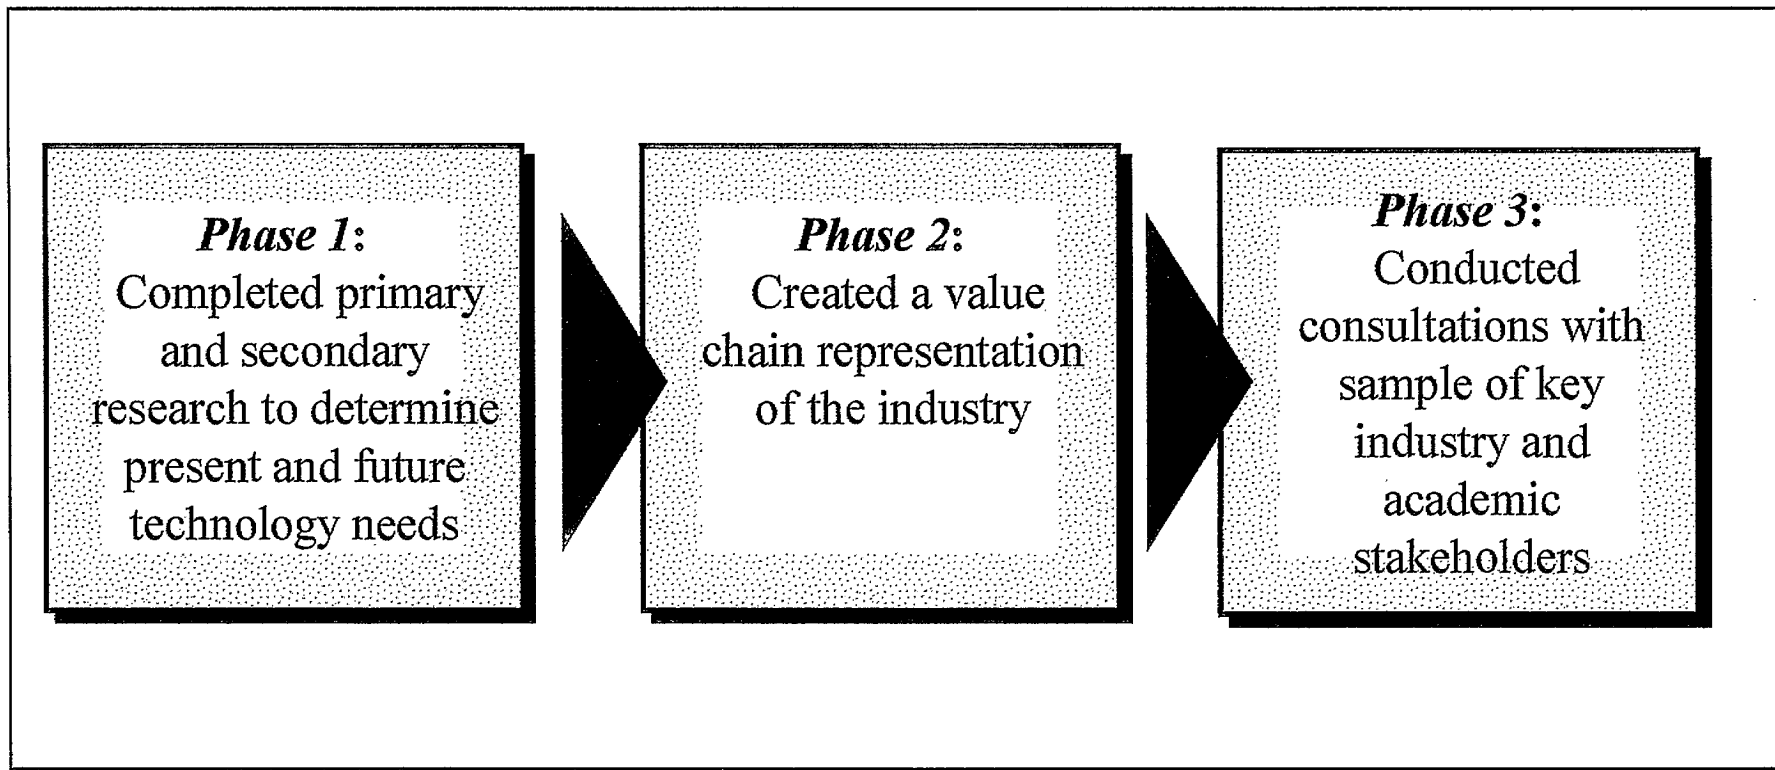 Phase 1:
Completed primary
and secondary
research to determine
present and future
technology needs
Phase 2:
Created a value
chain representation
of the industry
Phase 3:
Conducted
consultations with
sample of key
industry and
academic
stakeholders